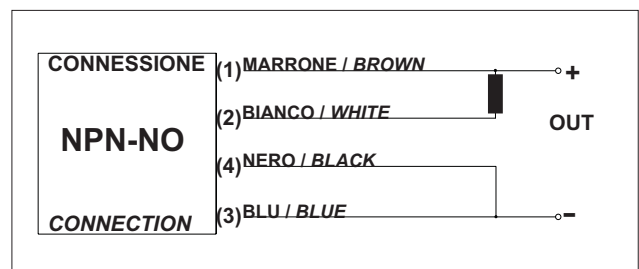 CONNESSIONE
NPN-NO
CONNECTION
(1) MARRONE / BROWN
(2) BIANCO / WHITE
(4) NERO / BLACK
(3) BLU / BLUE
+
OUT
-